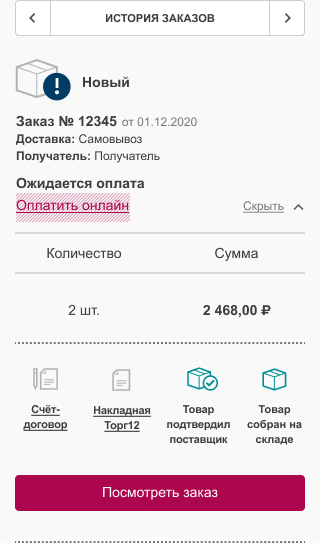 ИСТОРИЯ ЗАКАЗОВ
Новый
Заказ № 12345 от 01.12.2020
Доставка: Самовывоз
Получатель: Получатель
Ожидается оплата
Оплатить онлайн Скрыть
Количество Сумма
2 шт. 2 468,00 ₽
Счёт-
договор
Накладная
Торг12
Товар
подтвердил
поставщик
Товар
собран на
складе
Посмотреть заказ